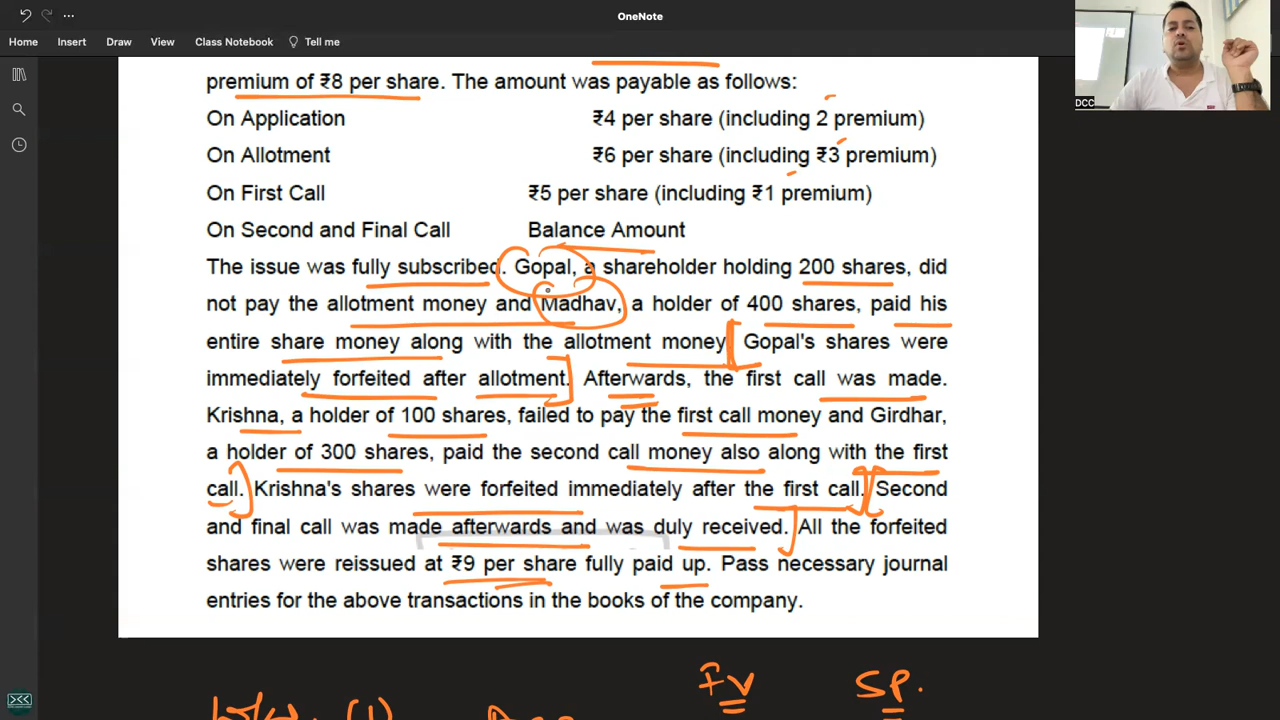 OneNote
Home Insert Draw View Class Notebook Tell me
DCC
premium of ₹8 per share. The amount was payable as follows:
On Application ₹4 per share (including 2 premium)
On Allotment ₹6 per share (including ₹3 premium)
On First Call ₹5 per share (including ₹1 premium)
On Second and Final Call Balance Amount
The issue was fully subscribed. Gopal, a shareholder holding 200 shares, did
not pay the allotment money and Madhav, a holder of 400 shares, paid his
entire share money along with the allotment money. Gopal's shares were
immediately forfeited after allotment. Afterwards, the first call was made.
Krishna, a holder of 100 shares, failed to pay the first call money and Girdhar,
a holder of 300 shares, paid the second call money also along with the first
call. Krishna's shares were forfeited immediately after the first call. Second
and final call was made afterwards and was duly received. All the forfeited
shares were reissued at ₹9 per share fully paid up. Pass necessary journal
entries for the above transactions in the books of the company.
FV SP.
(1)